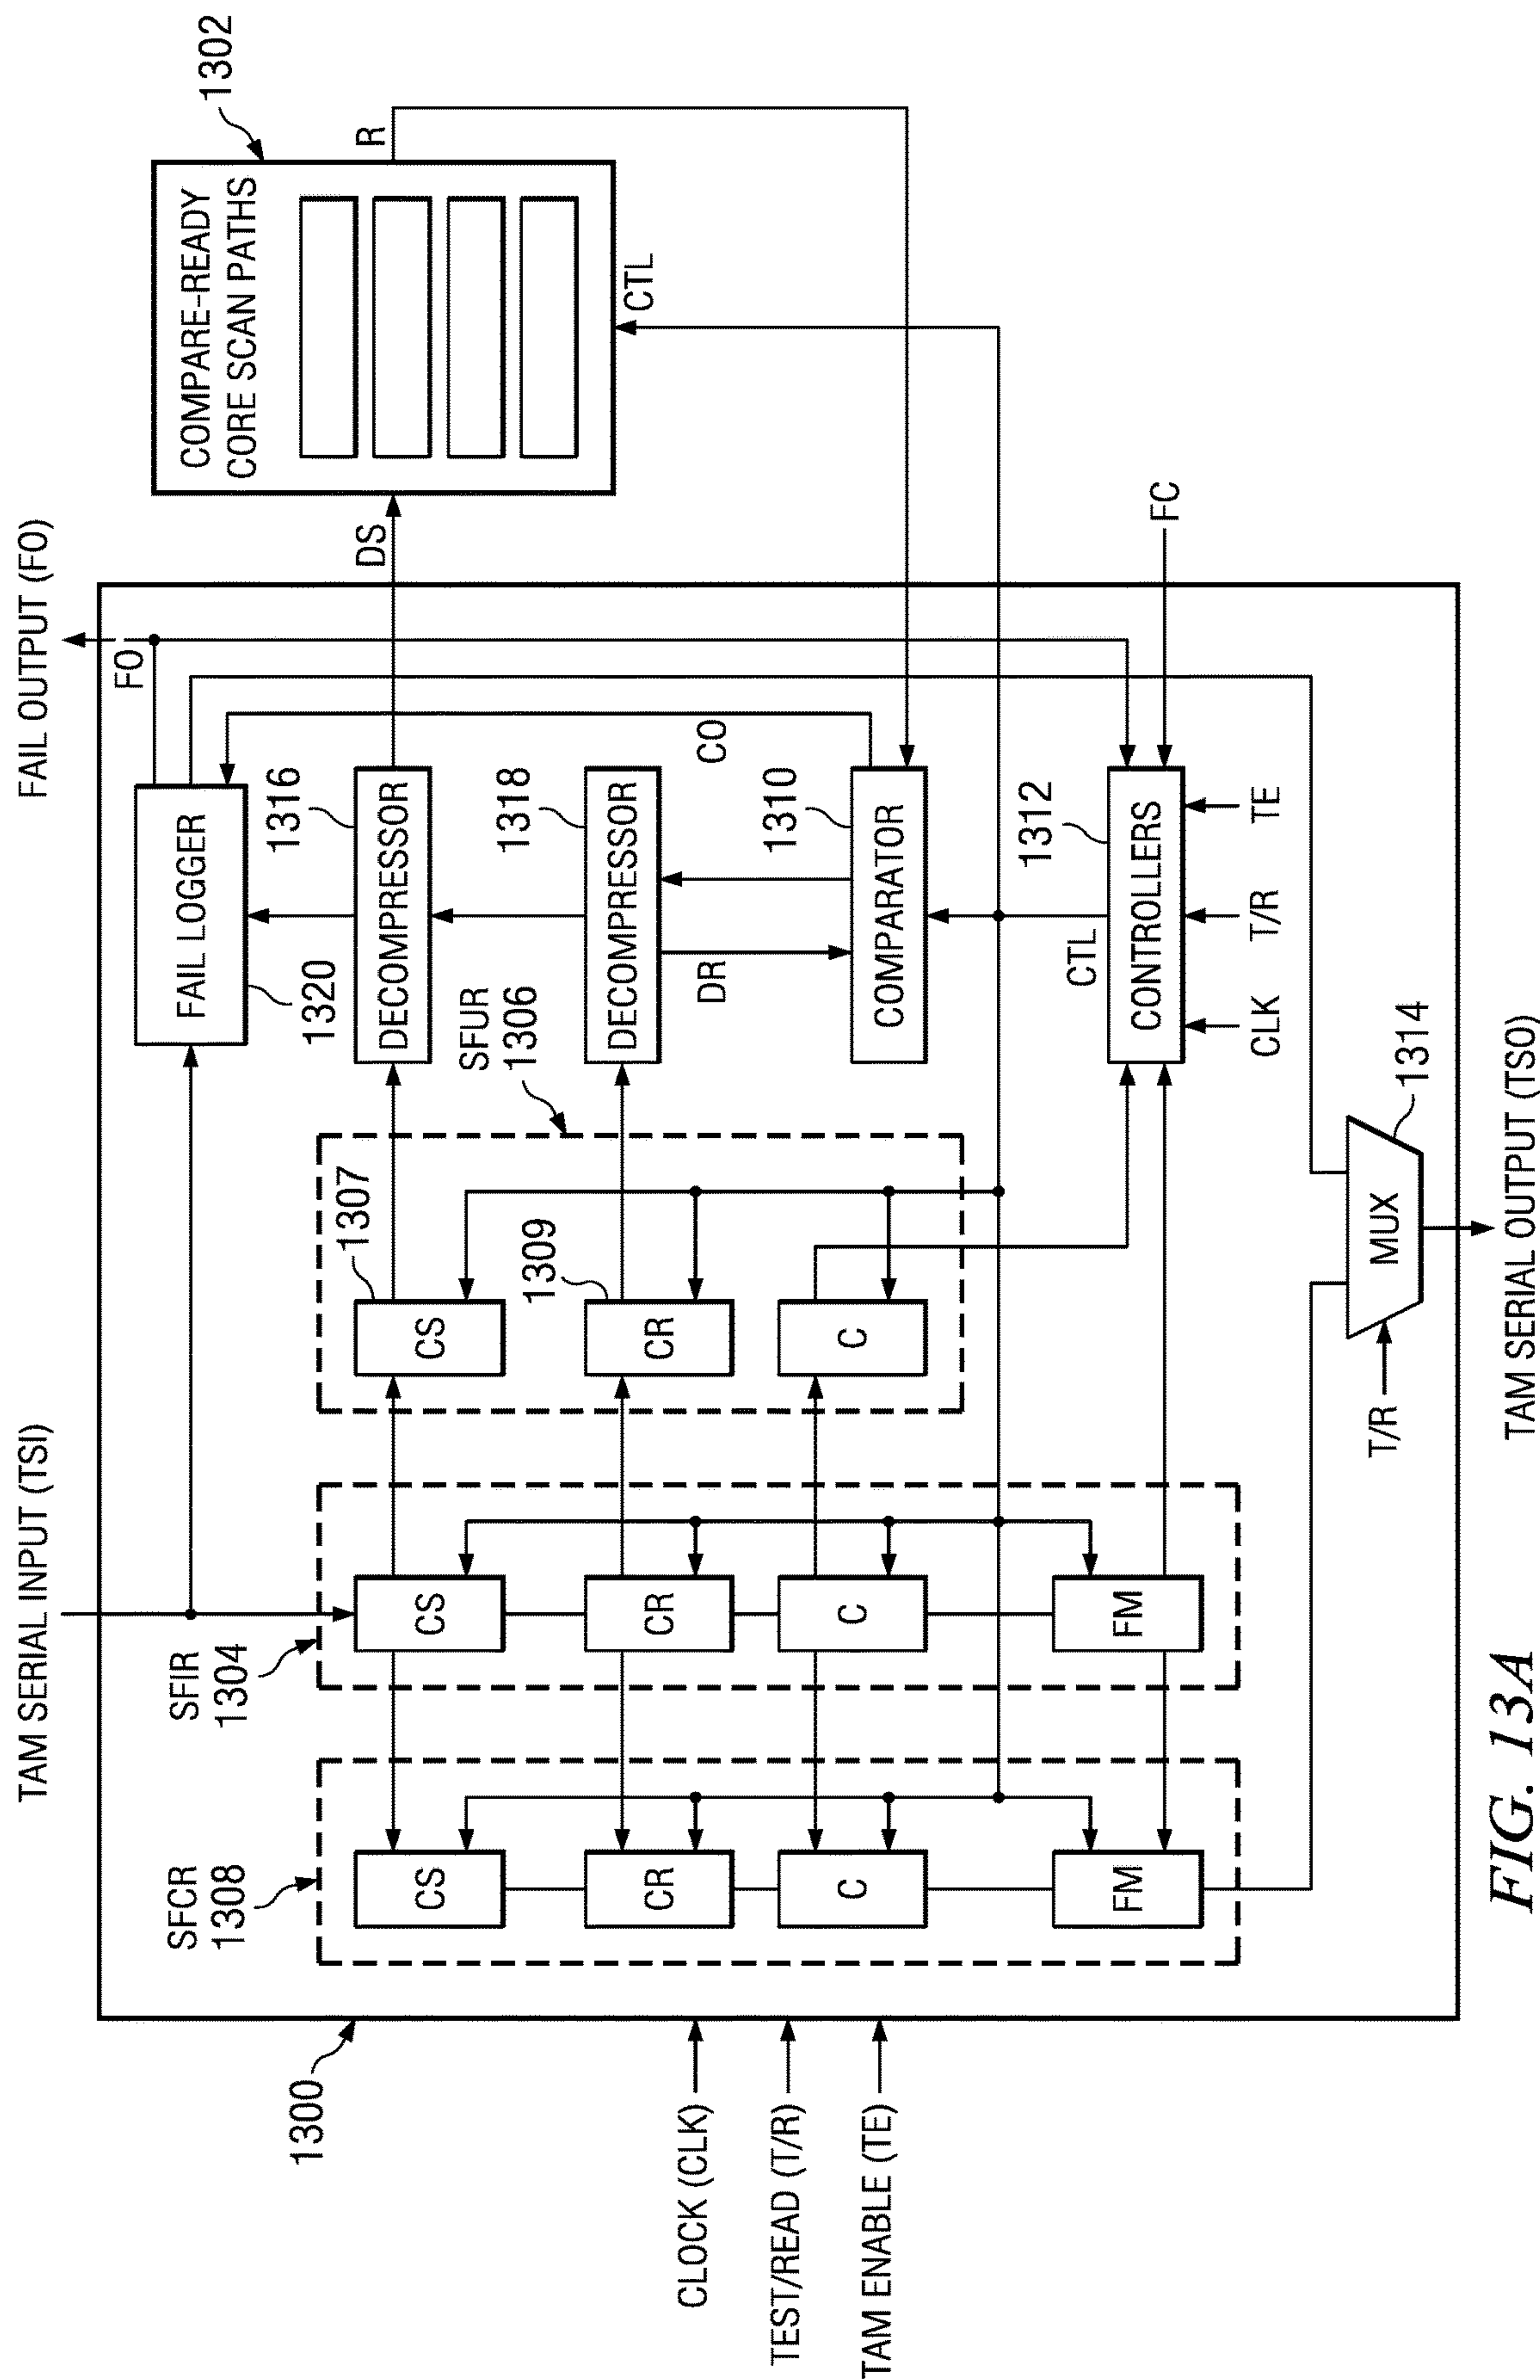 TAM SERIAL INPUT (TSI)
FAIL OUTPUT (FO)
1300
CLOCK (CLK)
TEST/READ (T/R)
TAM ENABLE (TE)
SFCR
1308
CS
CR
C
FM
SFIR
1304
CS
CR
C
FM
SFUR
1306
1307
CS
1309
CR
C
FAIL LOGGER
1320
FO
DECOMPRESSOR
1316
DS
DECOMPRESSOR
1318
DR
CO
COMPARATOR
1310
CTL
CONTROLLERS
1312
CLK
T/R
TE
FC
COMPARE-READY
CORE SCAN PATHS
1302
R
CTL
T/R
MUX
1314
TAM SERIAL OUTPUT (TSO)
FIG. 13A